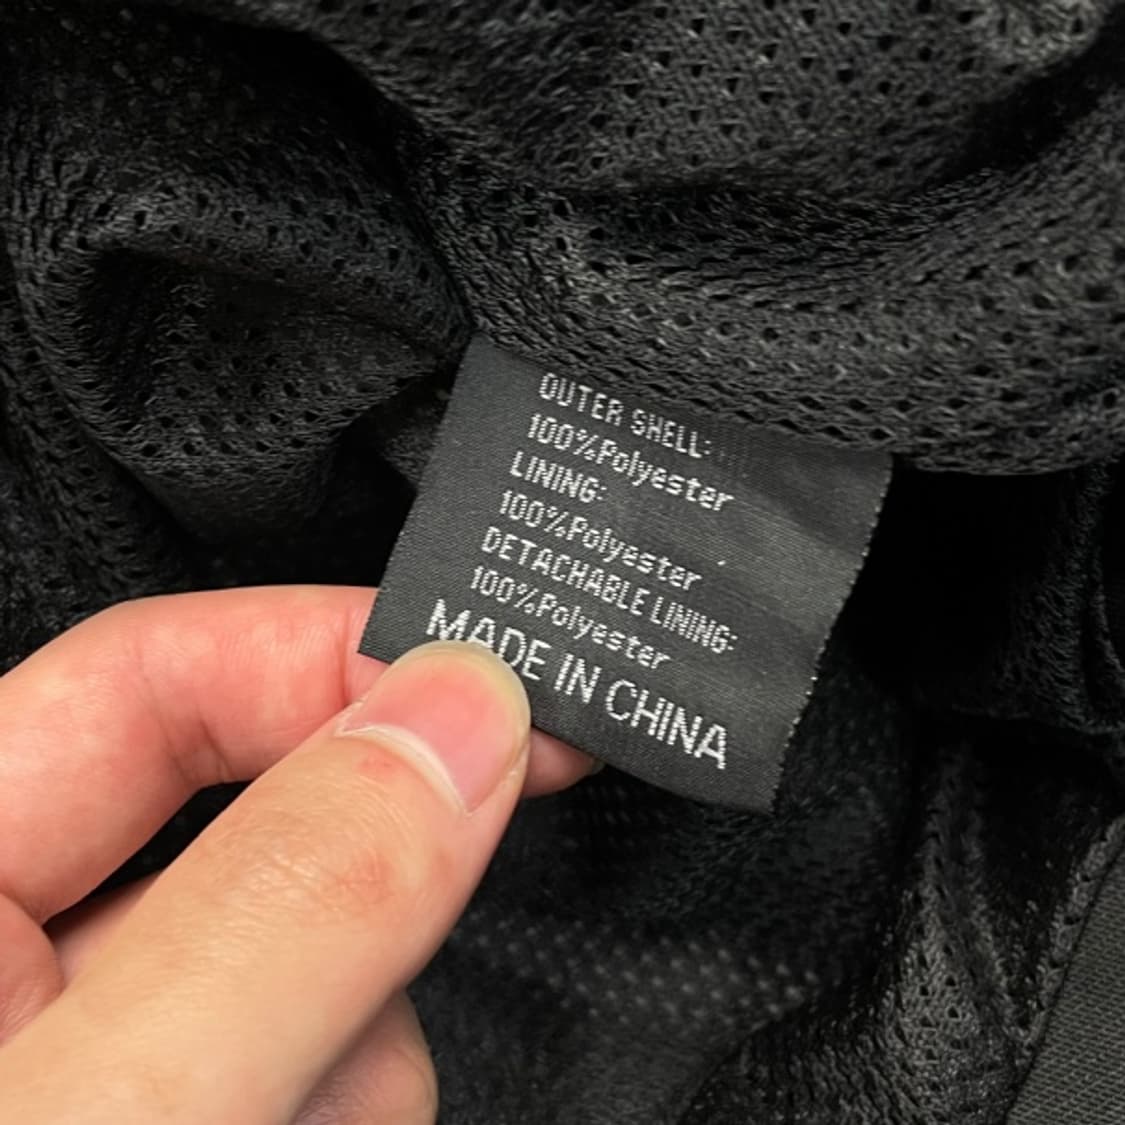 OUTER SHELL:
100%Polyester
LINING:
100%Polyester
DETACHABLE LINING:
100%Polyester
MADE IN CHINA